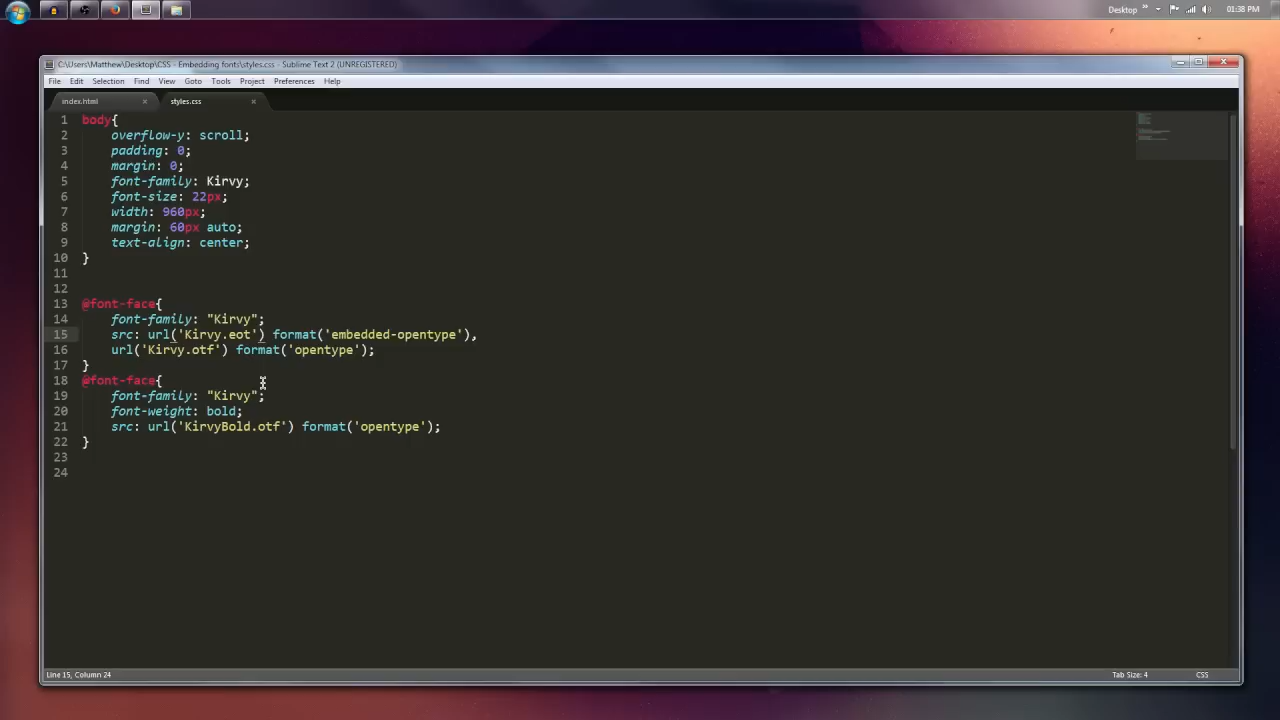 Desktop
01:38 PM
C:\Users\Matthew\Desktop\CSS - Embedding fonts\styles.css - Sublime Text 2 (UNREGISTERED)
File Edit Selection Find View Goto Tools Project Preferences Help
index.html styles.css
1 body{
2 overflow-y: scroll;
3 padding: 0;
4 margin: 0;
5 font-family: Kirvy;
6 font-size: 22px;
7 width: 960px;
8 margin: 60px auto;
9 text-align: center;
10 }
11
12
13 @font-face{
14 font-family: "Kirvy";
15 src: url('Kirvy.eot') format('embedded-opentype'),
16 url('Kirvy.otf') format('opentype');
17 }
18 @font-face{
19 font-family: "Kirvy";
20 font-weight: bold;
21 src: url('KirvyBold.otf') format('opentype');
22 }
23
24
Line 15, Column 24
Tab Size: 4
CSS